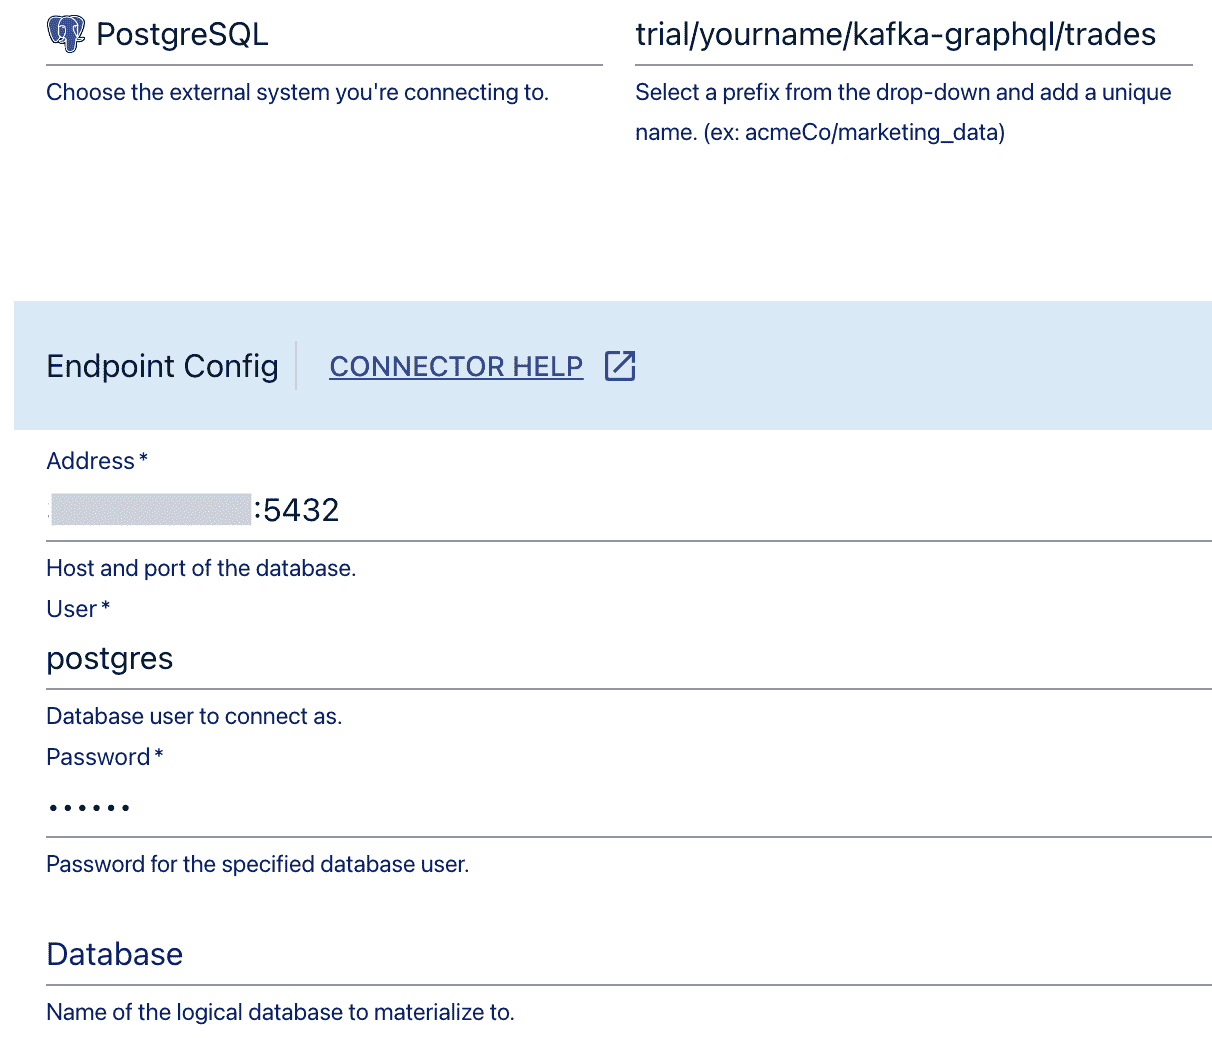 PostgreSQL
Choose the external system you're connecting to.
trial/yourname/kafka-graphql/trades
Select a prefix from the drop-down and add a unique
name. (ex: acmeCo/marketing_data)
Endpoint Config
CONNECTOR HELP
Address *
:5432
Host and port of the database.
User *
postgres
Database user to connect as.
Password *
••••••
Password for the specified database user.
Database
Name of the logical database to materialize to.